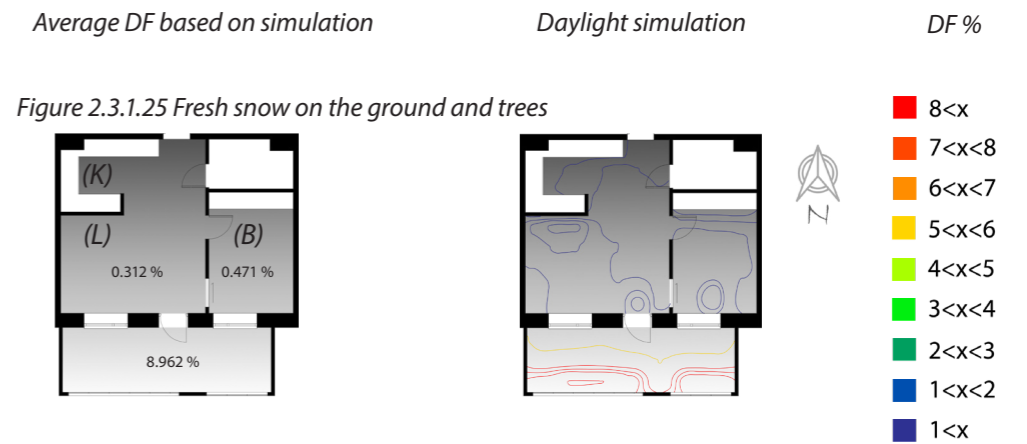 Average DF based on simulation
Daylight simulation
DF %
Figure 2.3.1.25 Fresh snow on the ground and trees
(K)
(L)
(B)
0.312 %
0.471 %
8.962 %
N
8<x
7<x<8
6<x<7
5<x<6
4<x<5
3<x<4
2<x<3
1<x<2
1<x